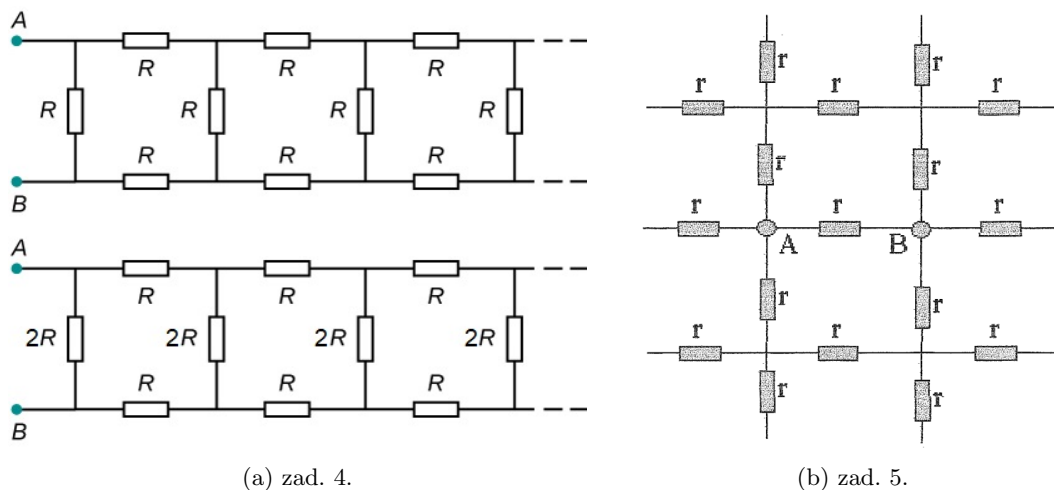 A
R R R
R R R R
R R R
B
A
R R R
2R 2R 2R 2R
R R R
B
r r
r r r
r r
r r r
A B
r r
r r r
r r
(a) zad. 4.
(b) zad. 5.